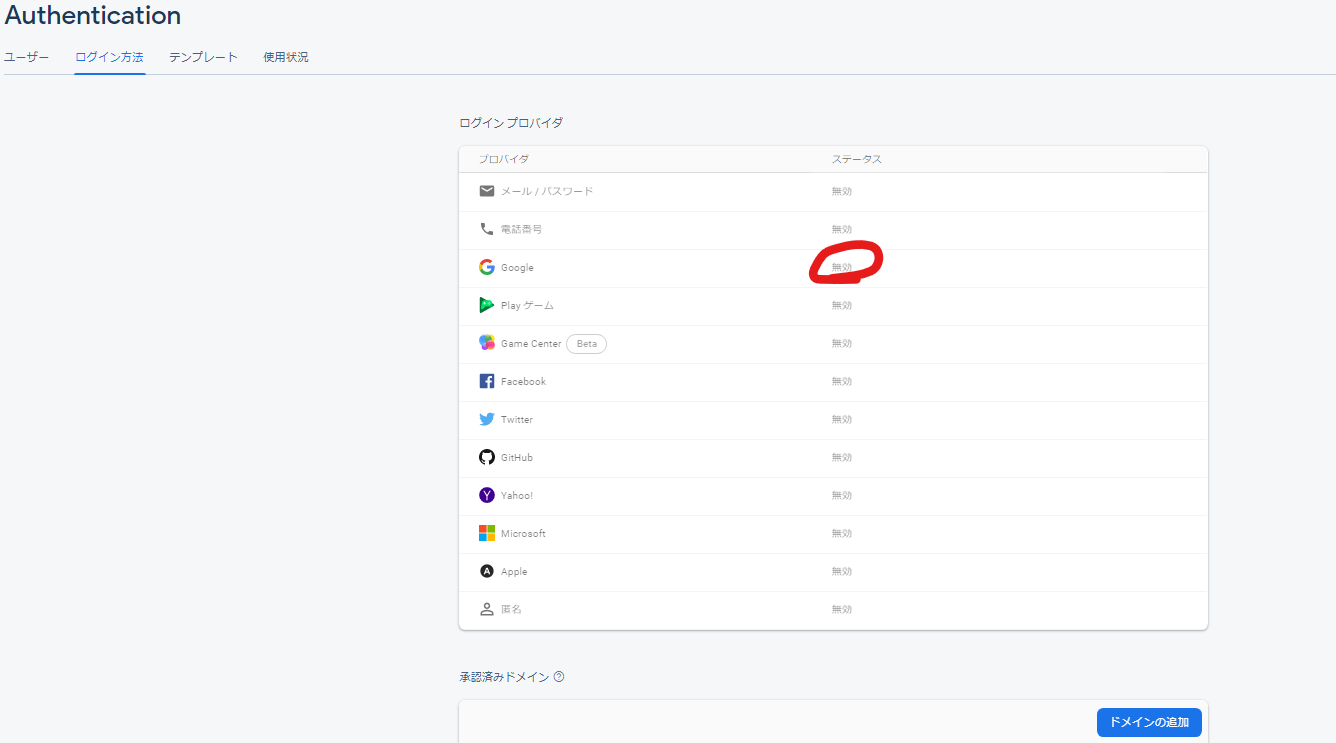 Authentication
ユーザー ログイン方法 テンプレート 使用状況
ログイン プロバイダ
プロバイダ ステータス
メール / パスワード 無効
電話番号 無効
Google 無効
Play ゲーム 無効
Game Center Beta 無効
Facebook 無効
Twitter 無効
GitHub 無効
Yahoo! 無効
Microsoft 無効
Apple 無効
匿名 無効
承認済みドメイン
ドメインの追加